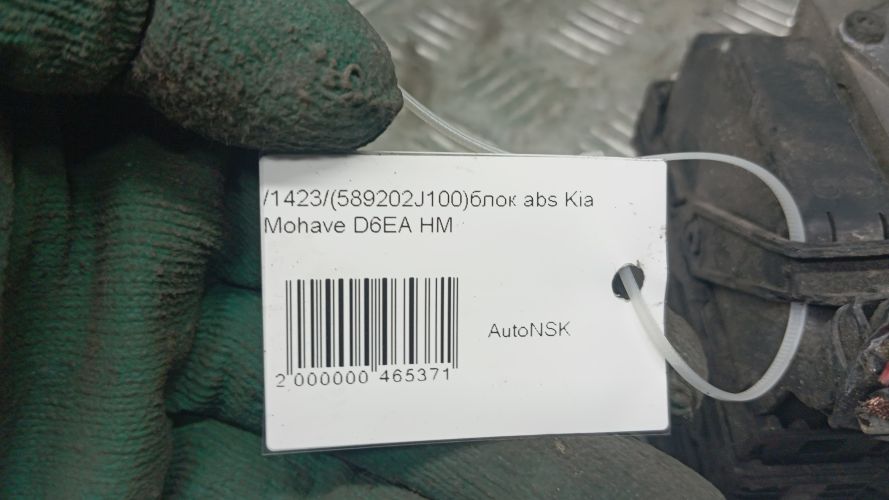 /1423/(589202J100)блок abs Kia
Mohave D6EA HM
AutoNSK
2 000000 465371